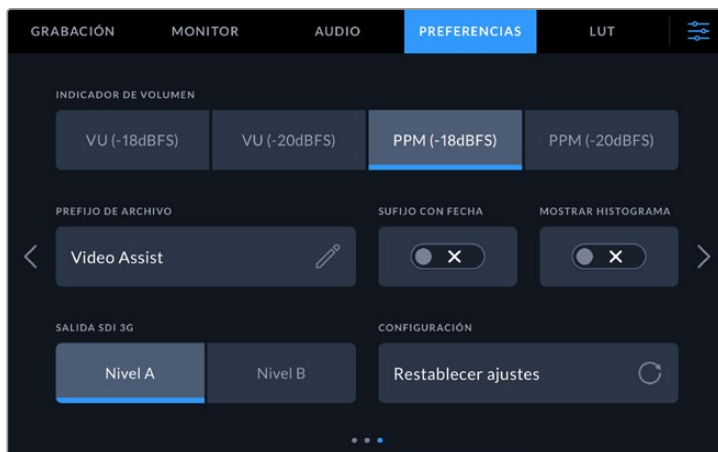 GRABACIÓN MONITOR AUDIO PREFERENCIAS LUT
INDICADOR DE VOLUMEN
VU (-18dBFS) VU (-20dBFS) PPM (-18dBFS) PPM (-20dBFS)
PREFIJO DE ARCHIVO SUFIJO CON FECHA MOSTRAR HISTOGRAMA
Video Assist
SALIDA SDI 3G CONFIGURACIÓN
Nivel A Nivel B Restablecer ajustes